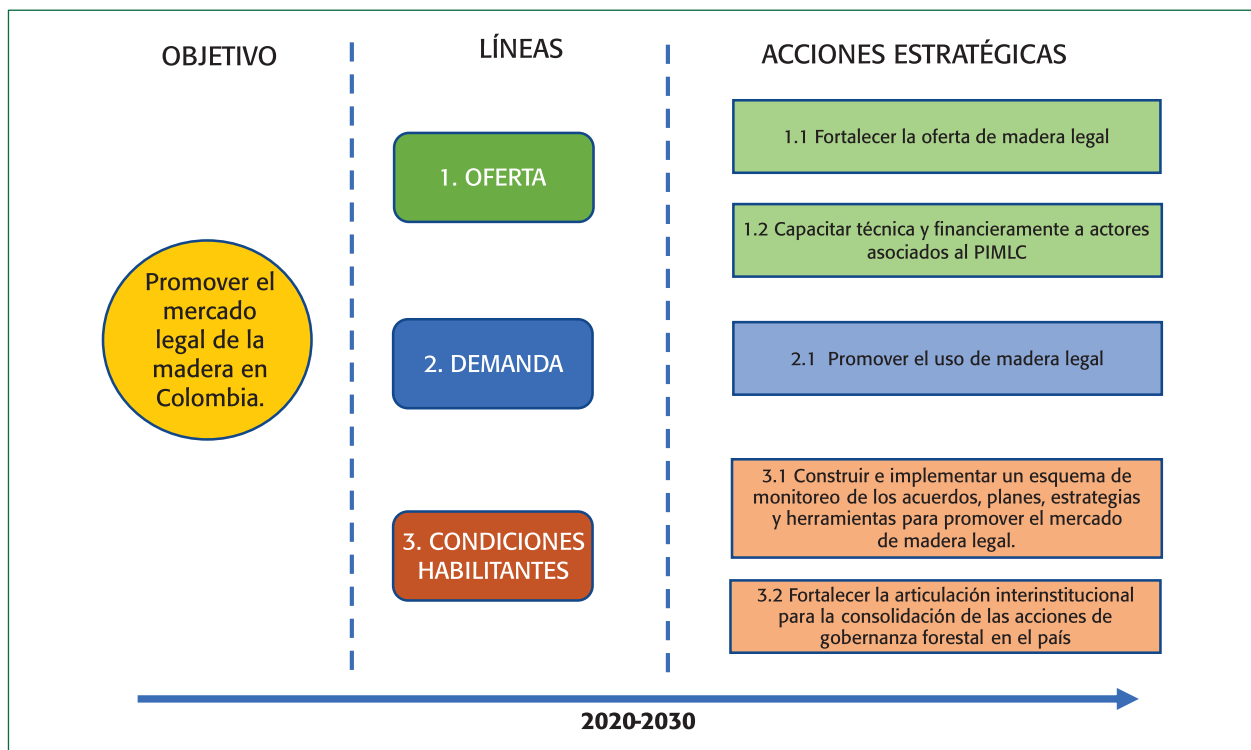 OBJETIVO
LÍNEAS
ACCIONES ESTRATÉGICAS
Promover el
mercado
legal de la
madera en
Colombia.
1. OFERTA
2. DEMANDA
3. CONDICIONES
HABILITANTES
1.1 Fortalecer la oferta de madera legal
1.2 Capacitar técnica y financieramente a actores
asociados al PIMLC
2.1 Promover el uso de madera legal
3.1 Construir e implementar un esquema de
monitoreo de los acuerdos, planes, estrategias
y herramientas para promover el mercado
de madera legal.
3.2 Fortalecer la articulación interinstitucional
para la consolidación de las acciones de
gobernanza forestal en el país
2020-2030